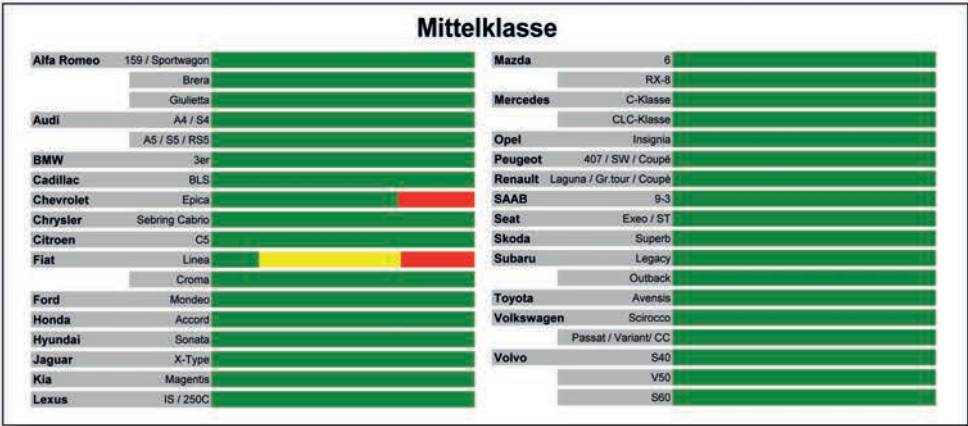 Mittelklasse
Alfa Romeo 159 / Sportwagon
Brera
Giulietta
Audi A4 / S4
A5 / S5 / RS5
BMW 3er
Cadillac BLS
Chevrolet Epica
Chrysler Sebring Cabrio
Citroen C5
Fiat Linea
Croma
Ford Mondeo
Honda Accord
Hyundai Sonata
Jaguar X-Type
Kia Magentis
Lexus IS / 250C
Mazda 6
RX-8
Mercedes C-Klasse
CLC-Klasse
Opel Insignia
Peugeot 407 / SW / Coupé
Renault Laguna / Gr.tour / Coupé
SAAB 9-3
Seat Exeo / ST
Skoda Superb
Subaru Legacy
Outback
Toyota Avensis
Volkswagen Scirocco
Passat / Variant/ CC
Volvo S40
V50
S60